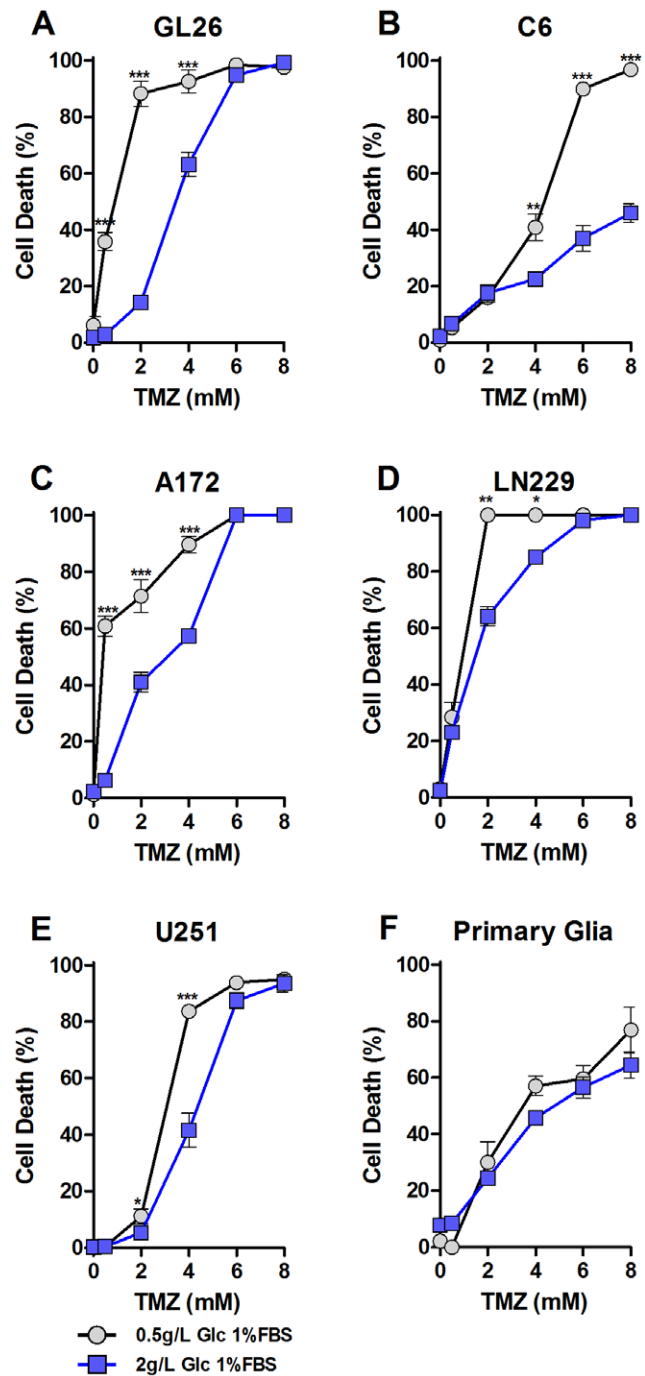 A GL26
100
80
60
40
20
0
Cell Death (%)
*** *** ***
0 2 4 6 8
TMZ (mM)
B C6
100
80
60
40
20
0
Cell Death (%)
** *** ***
0 2 4 6 8
TMZ (mM)
C A172
100
80
60
40
20
0
Cell Death (%)
*** *** ***
0 2 4 6 8
TMZ (mM)
D LN229
100
80
60
40
20
0
Cell Death (%)
** *
0 2 4 6 8
TMZ (mM)
E U251
100
80
60
40
20
0
Cell Death (%)
* ***
0 2 4 6 8
TMZ (mM)
F Primary Glia
100
80
60
40
20
0
Cell Death (%)
0 2 4 6 8
TMZ (mM)
0.5g/L Glc 1%FBS
2g/L Glc 1%FBS